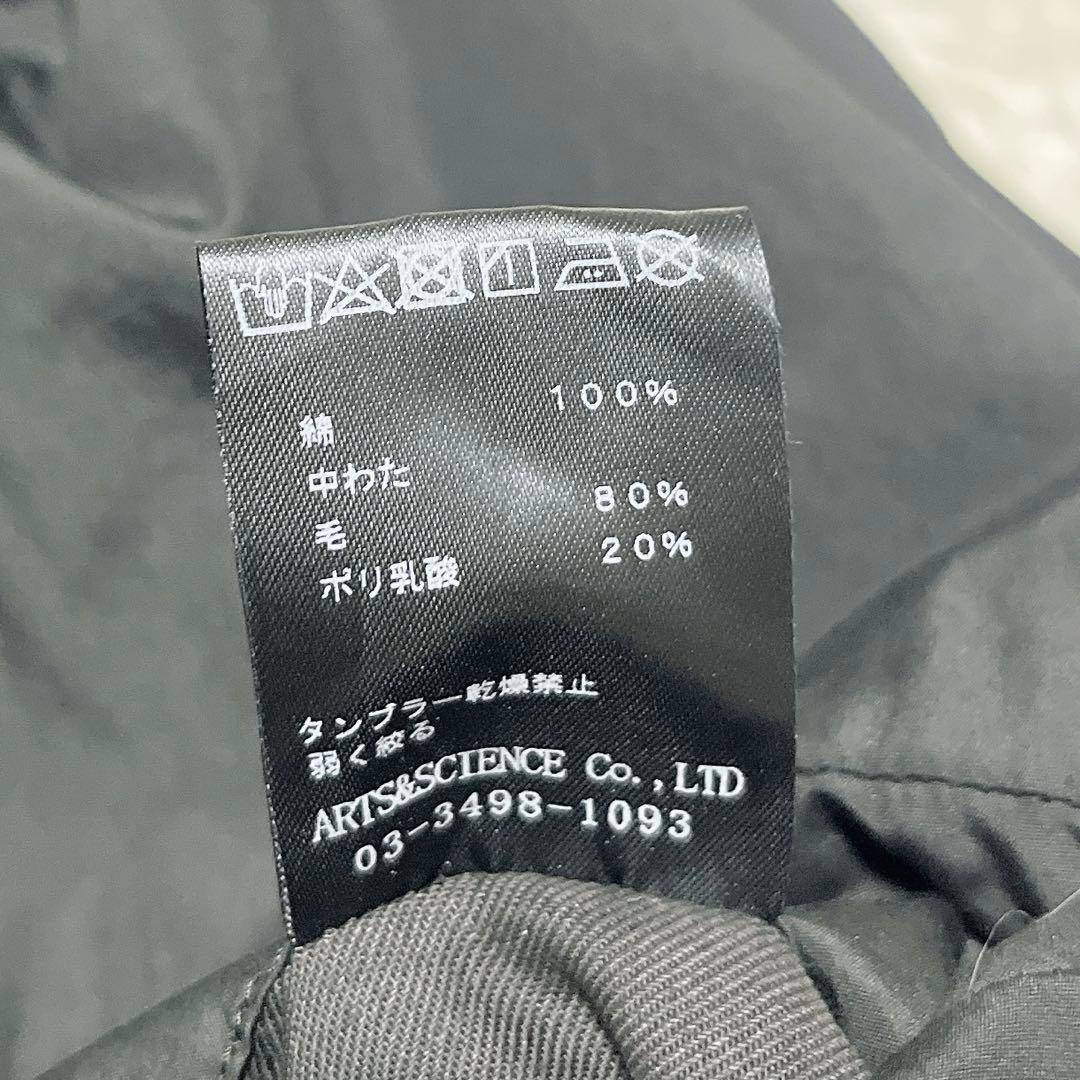 綿 100%
中わた
毛 80%
ポリ乳酸 20%
タンブラー乾燥禁止
弱く絞る
ARTS&SCIENCE Co.,LTD
03-3498-1093